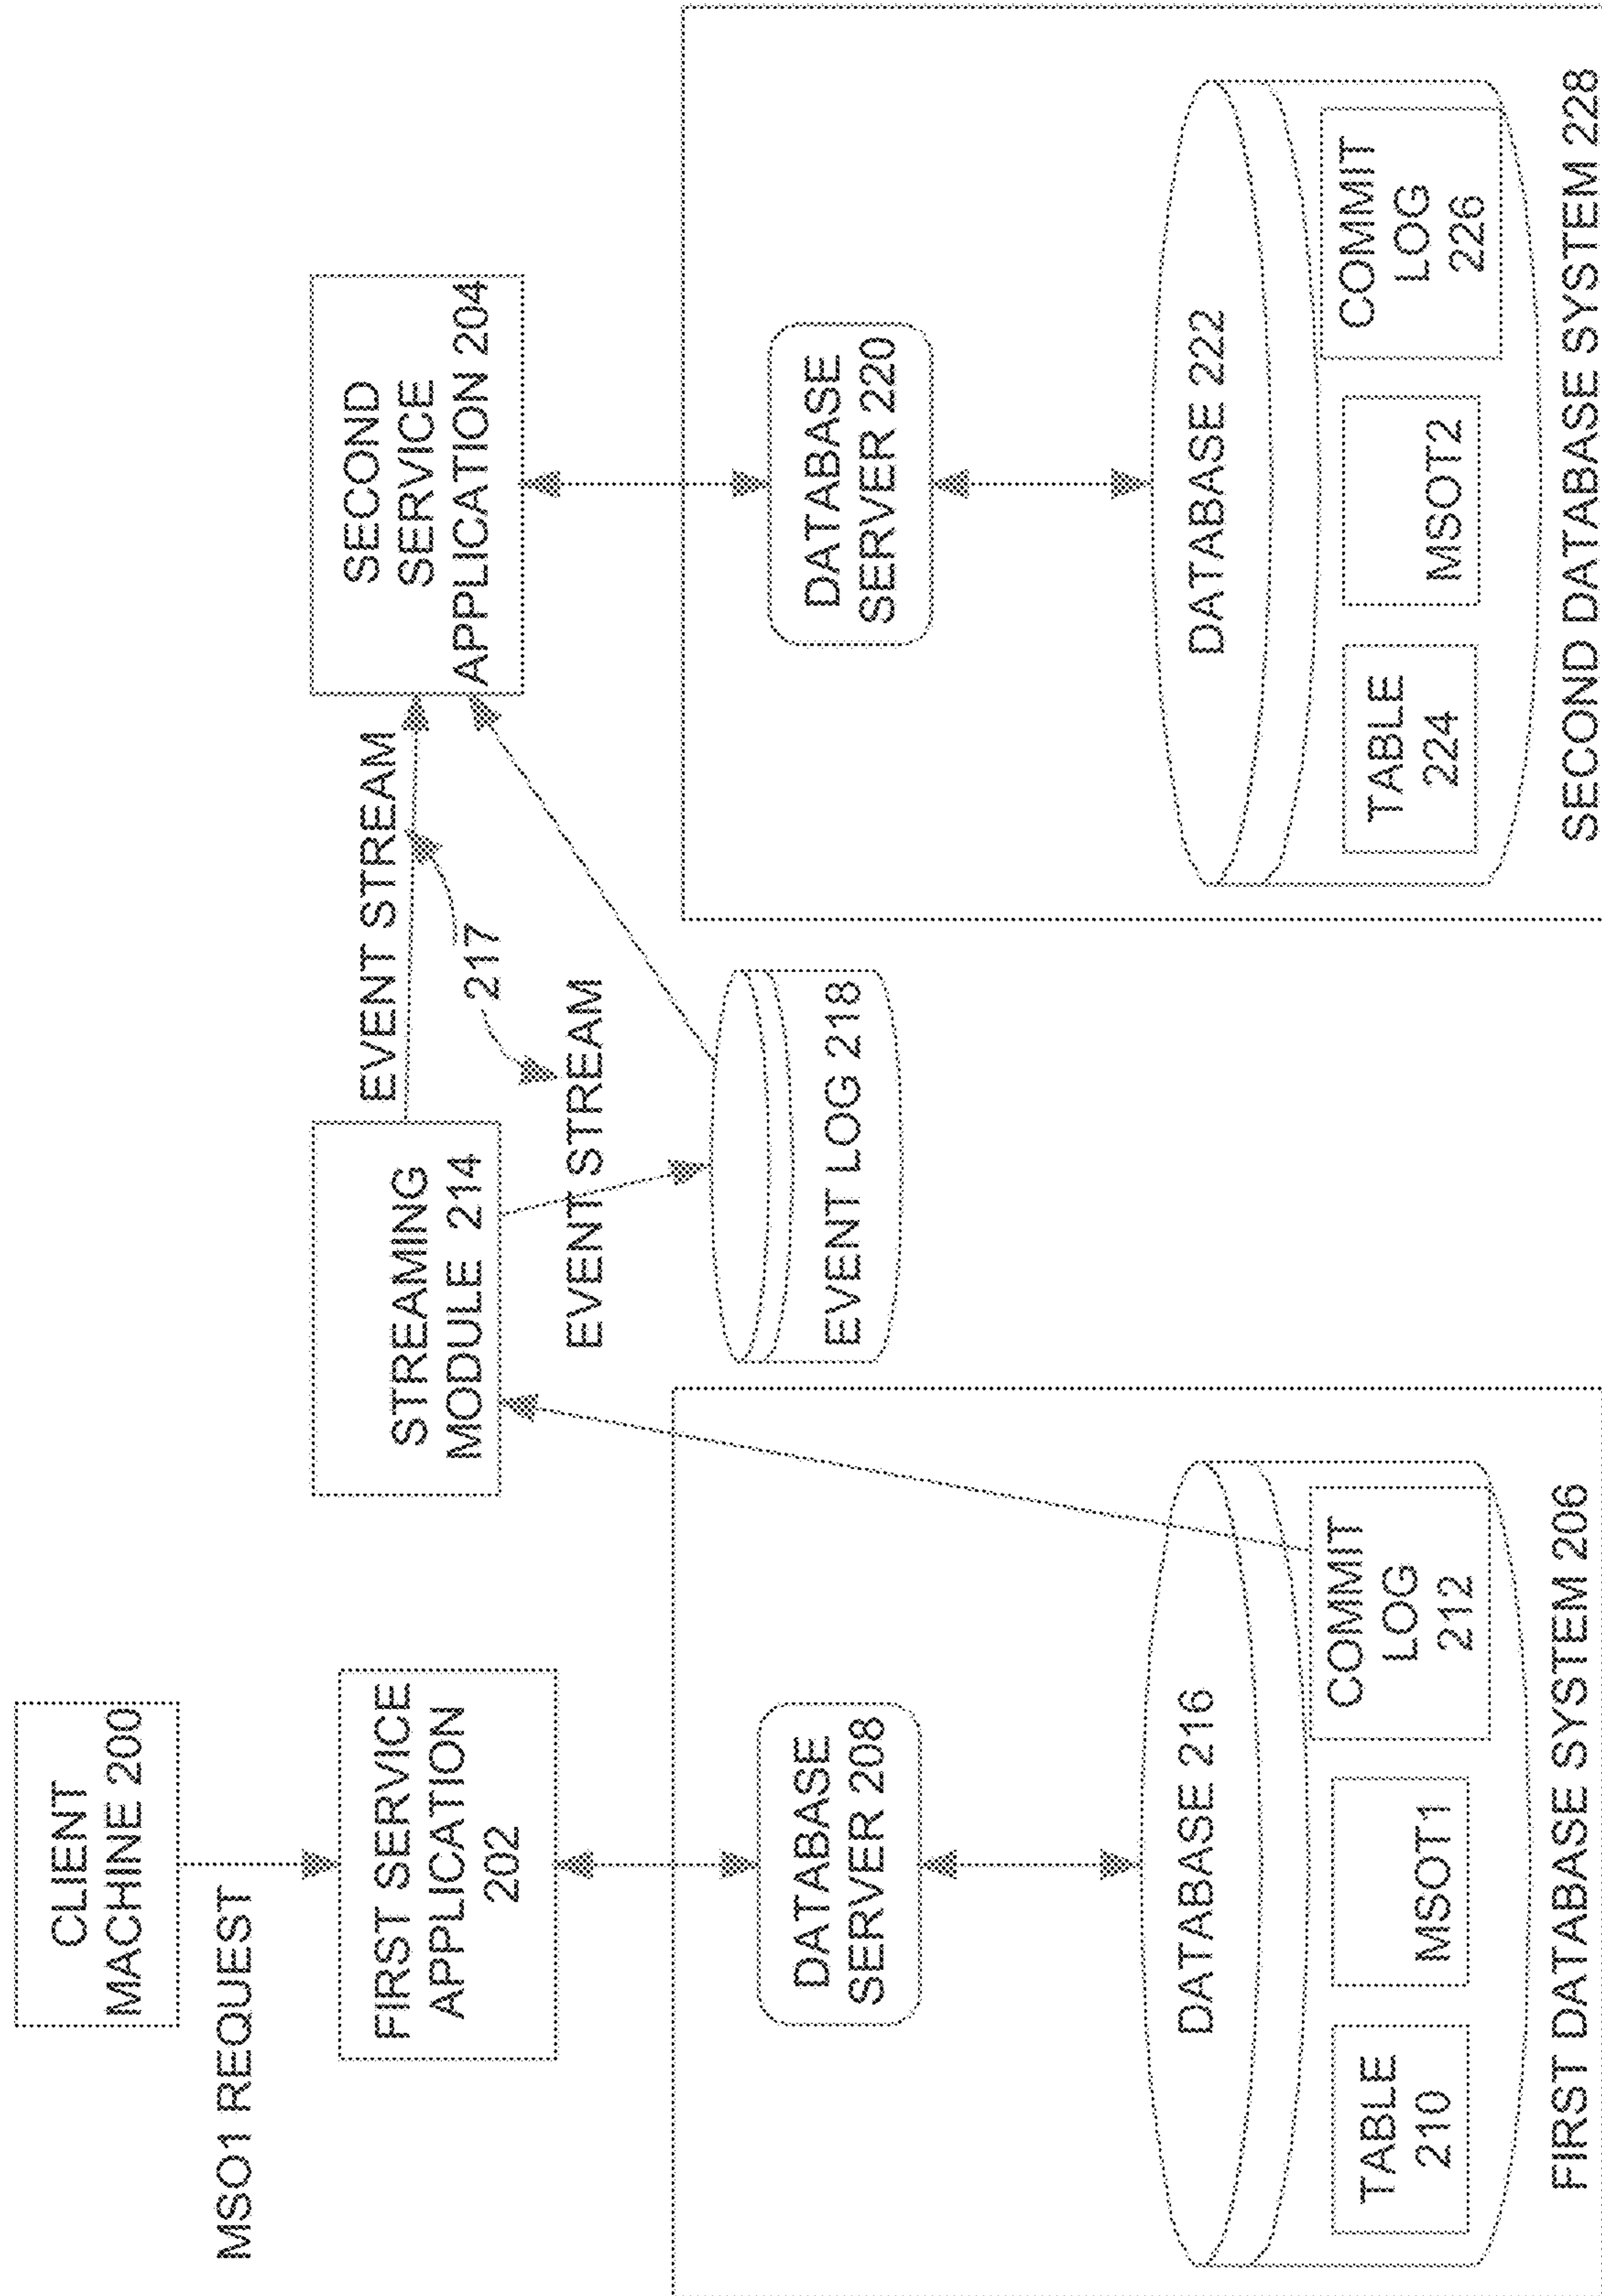 CLIENT
MACHINE 200
MSO1 REQUEST
FIRST SERVICE
APPLICATION
202
DATABASE
SERVER 208
DATABASE 216
TABLE
210
MSOT1
COMMIT
LOG
212
FIRST DATABASE SYSTEM 206
STREAMING
MODULE 214
EVENT STREAM
217
EVENT STREAM
EVENT LOG 218
SECOND
SERVICE
APPLICATION 204
DATABASE
SERVER 220
DATABASE 222
TABLE
224
MSOT2
COMMIT
LOG
226
SECOND DATABASE SYSTEM 228